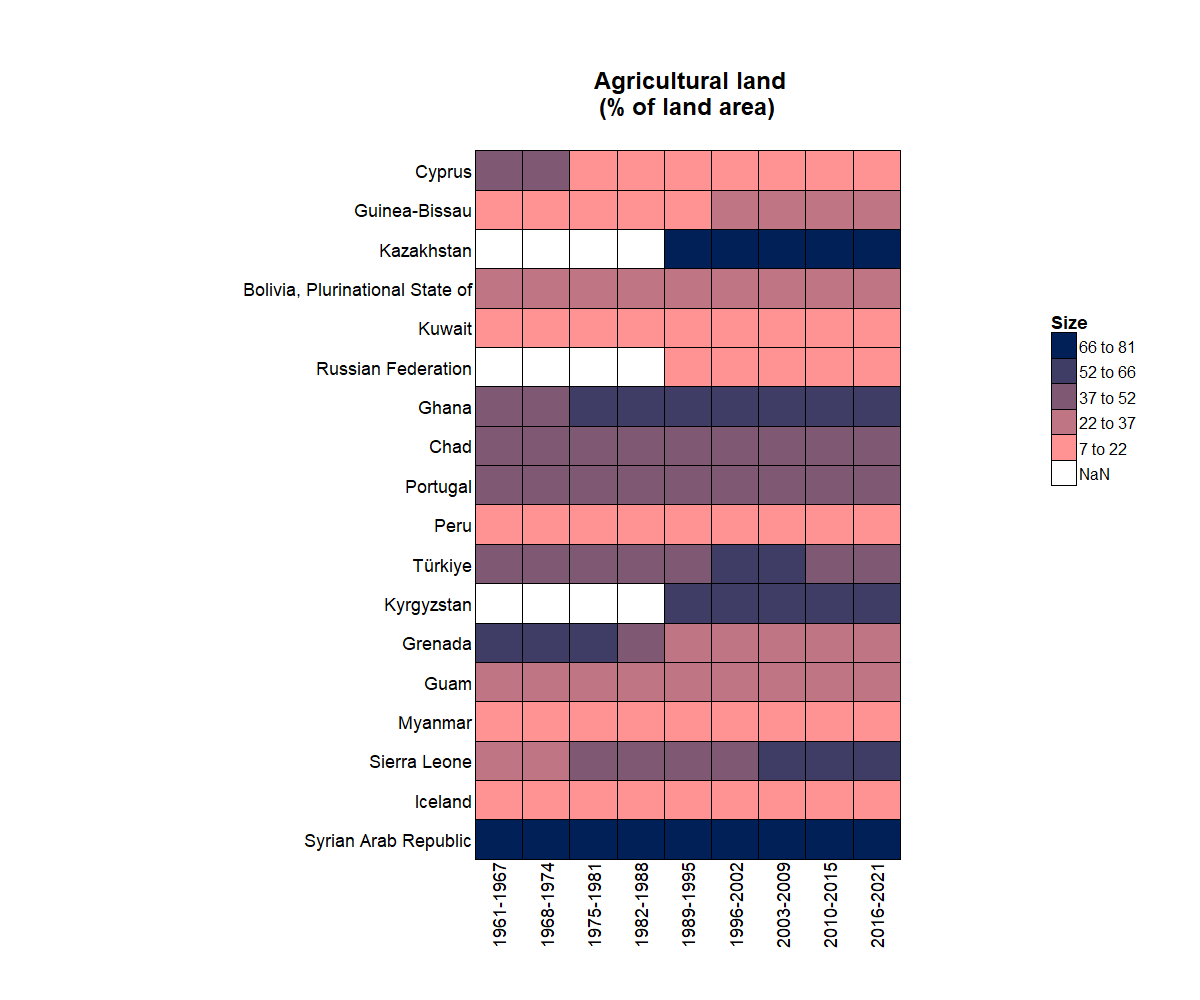 Agricultural land
(% of land area)
Cyprus
Guinea-Bissau
Kazakhstan
Bolivia, Plurinational State of
Kuwait
Russian Federation
Ghana
Chad
Portugal
Peru
Türkiye
Kyrgyzstan
Grenada
Guam
Myanmar
Sierra Leone
Iceland
Syrian Arab Republic
1961-1967
1968-1974
1975-1981
1982-1988
1989-1995
1996-2002
2003-2009
2010-2015
2016-2021
Size
66 to 81
52 to 66
37 to 52
22 to 37
7 to 22
NaN